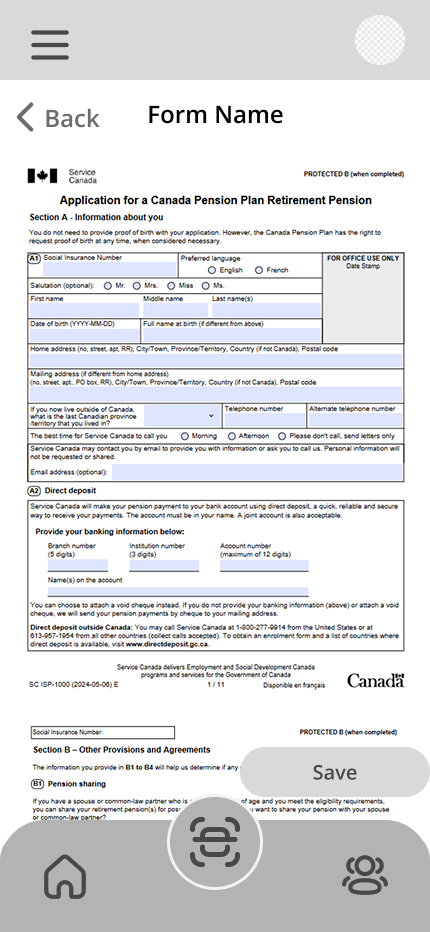 Back
Form Name
Service
Canada
PROTECTED B (when completed)
Application for a Canada Pension Plan Retirement Pension
Section A - Information about you
You do not need to provide proof of birth with your application. However, the Canada Pension Plan has the right to
request proof of birth at any time, when considered necessary.
A1 Social Insurance Number
Preferred language
English French
FOR OFFICE USE ONLY
Date Stamp
Salutation (optional): Mr. Mrs. Miss Ms.
First name Middle name Last name(s)
Date of birth (YYYY-MM-DD) Full name at birth (if different from above)
Home address (no, street, apt, RR), City/Town, Province/Territory, Country (if not Canada), Postal code
Mailing address (if different from home address)
(no, street, apt., PO box, RR), City/Town, Province/Territory, Country (if not Canada), Postal code
If you now live outside of Canada,
what is the last Canadian province
/territory that you lived in?
Telephone number
Alternate telephone number
The best time for Service Canada to call you Morning Afternoon Please don't call, send letters only
Service Canada may contact you by email to provide you with information or ask you to call us. Personal information will
not be requested or shared.
Email address (optional):
A2 Direct deposit
Service Canada will make your pension payment to your bank account using direct deposit, a quick, reliable and secure
way to receive your payments. The account must be in your name. A joint account is also acceptable.
Provide your banking information below:
Branch number
(5 digits)
Institution number
(3 digits)
Account number
(maximum of 12 digits)
Name(s) on the account
You can choose to attach a void cheque instead. If you do not provide your banking information (above) or attach a void
cheque, we will send your pension payments by cheque to your mailing address.
Direct deposit outside Canada: You may call Service Canada at 1-800-277-9914 from the United States or at
613-957-1954 from all other countries (collect calls accepted). To obtain an enrolment form and a list of countries where
direct deposit is available, visit www.directdeposit.gc.ca.
Service Canada delivers Employment and Social Development Canada
programs and services for the Government of Canada
SC ISP-1000 (2024-05-06) E
1 / 11
Disponible en français
Canada
Social Insurance Number:
PROTECTED B (when completed)
Section B – Other Provisions and Agreements
The information you provide in B1 to B4 will help us determine if any
Save
B1 Pension sharing
If you have a spouse or common-law partner who is of age and you meet the eligibility requirements,
you can share your retirement pension(s) for want to share your pension with your spouse
or common-law partner?